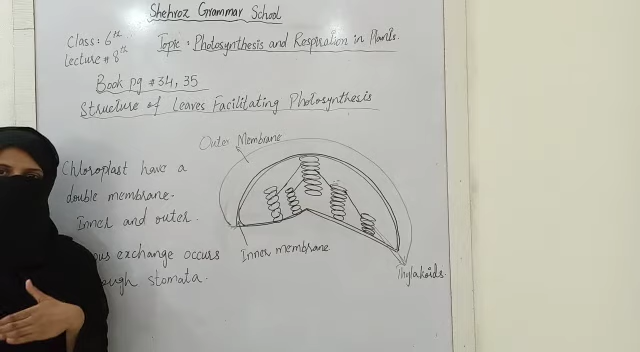 Shehroz Grammar School
Class: 6th
Topic: Photosynthesis and Respiration in Plants.
Lecture # 8th
Book pg # 34, 35
Structure of Leaves Facilitating Photosynthesis
Outer Membrane
Chloroplast have a
double membrane.
Inner and outer.
Inner membrane
exchange occurs
stomata.
Thylakoids.